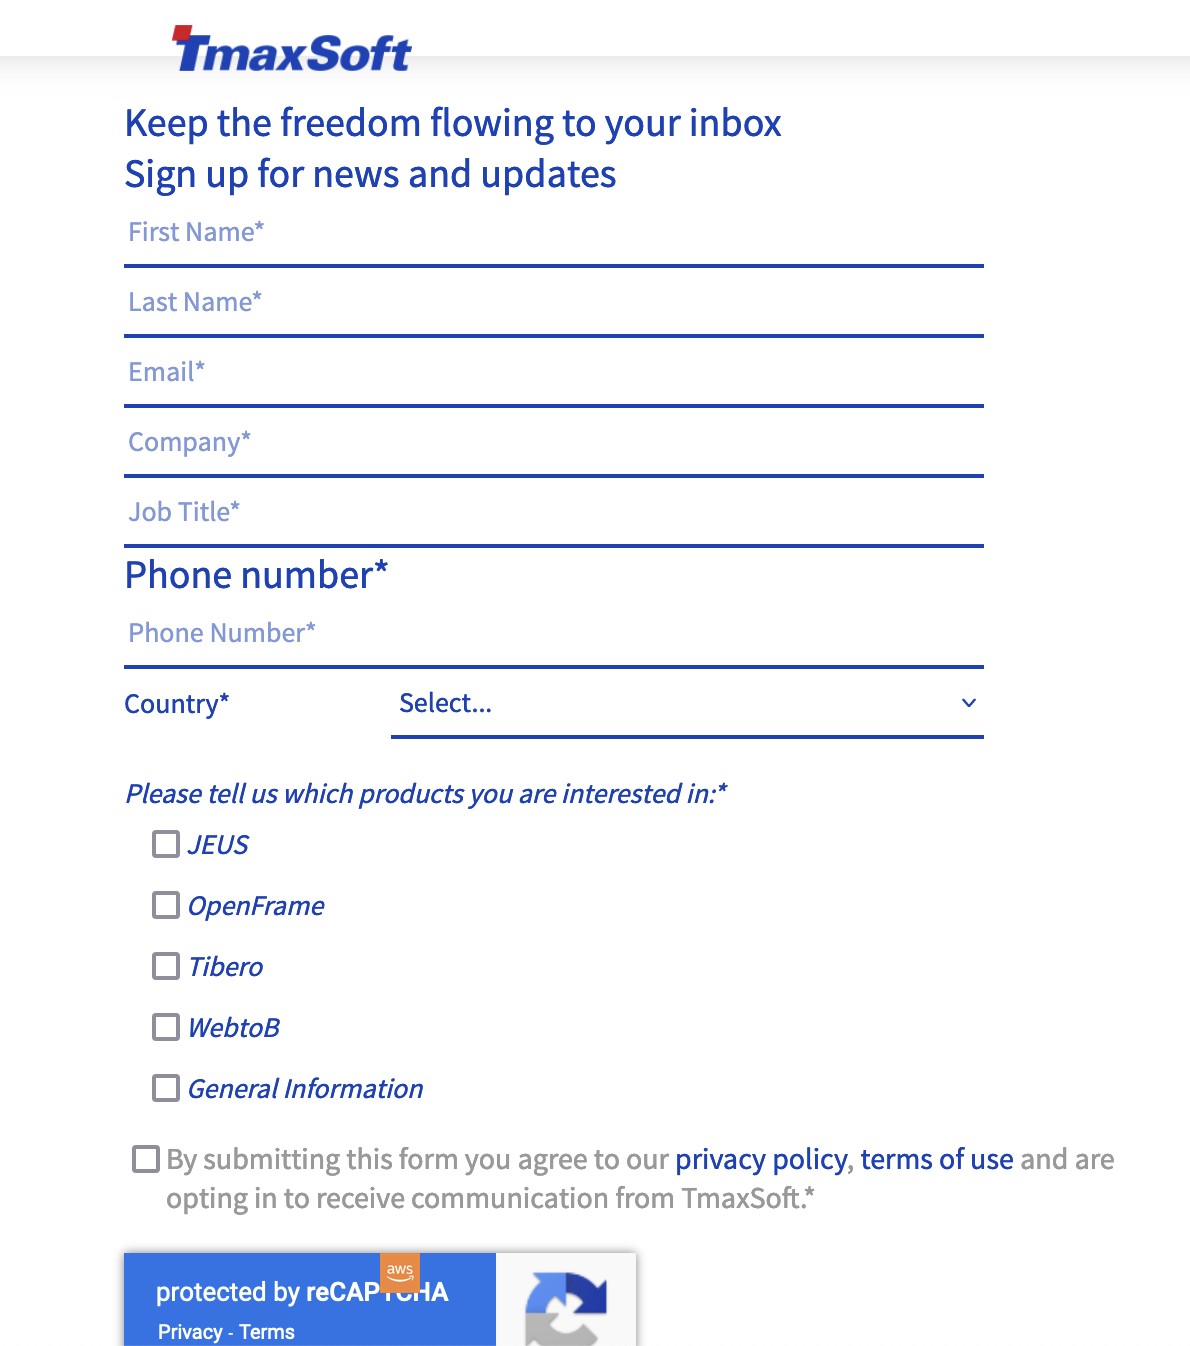 TmaxSoft
Keep the freedom flowing to your inbox
Sign up for news and updates
First Name*
Last Name*
Email*
Company*
Job Title*
Phone number*
Phone Number*
Country* Select...
Please tell us which products you are interested in:*
JEUS
OpenFrame
Tibero
WebtoB
General Information
By submitting this form you agree to our privacy policy, terms of use and are
opting in to receive communication from TmaxSoft.*
aws
protected by reCAPTCHA
Privacy - Terms